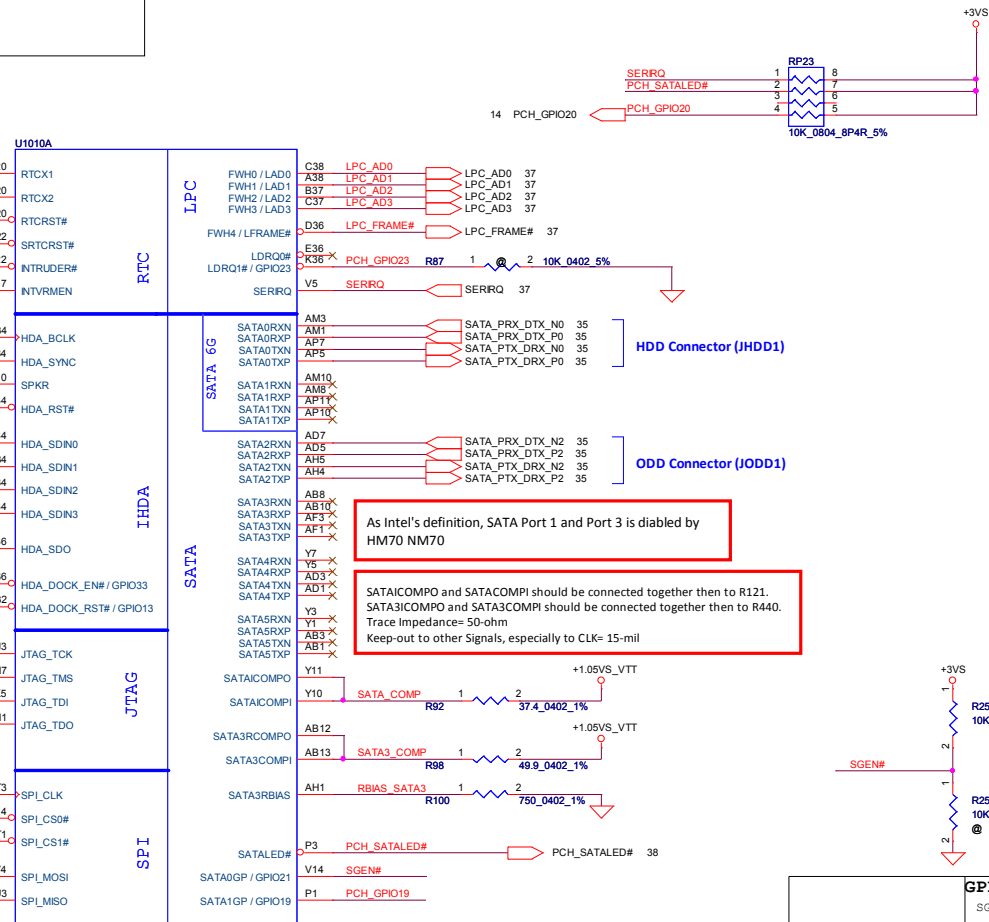 +3VS
RP23
SERIRQ 1 8
PCH_SATALED# 2 7
3 6
14 PCH_GPIO20 PCH_GPIO20 4 5
10K_0804_8P4R_5%
U1010A
RTCX1
RTCX2
RTCRST#
SRTCRST#
INTRUDER#
INTVRMEN
RTC
LPC
FWH0 / LAD0 C38 LPC_AD0 LPC_AD0 37
FWH1 / LAD1 A38 LPC_AD1 LPC_AD1 37
FWH2 / LAD2 B37 LPC_AD2 LPC_AD2 37
FWH3 / LAD3 C37 LPC_AD3 LPC_AD3 37
FWH4 / LFRAME# D36 LPC_FRAME# LPC_FRAME# 37
LDRQ0# E36
LDRQ1# / GPIO23 K36 PCH_GPIO23 R87 1 @ 2 10K_0402_5%
SERIRQ V5 SERIRQ SERIRQ 37
HDA_BCLK
HDA_SYNC
SPKR
HDA_RST#
HDA_SDIN0
HDA_SDIN1
HDA_SDIN2
HDA_SDIN3
HDA_SDO
HDA_DOCK_EN# / GPIO33
HDA_DOCK_RST# / GPIO13
IHDA
SATA 6G
SATA
SATA0RXN AM3 SATA_PRX_DTX_N0 35
SATA0RXP AM1 SATA_PRX_DTX_P0 35
SATA0TXN AP7 SATA_PTX_DRX_N0 35
SATA0TXP AP5 SATA_PTX_DRX_P0 35
HDD Connector (JHDD1)
SATA1RXN AM10
SATA1RXP AM8
SATA1TXN AP11
SATA1TXP AP10
SATA2RXN AD7 SATA_PRX_DTX_N2 35
SATA2RXP AD5 SATA_PRX_DTX_P2 35
SATA2TXN AH5 SATA_PTX_DRX_N2 35
SATA2TXP AH4 SATA_PTX_DRX_P2 35
ODD Connector (JODD1)
SATA3RXN AB8
SATA3RXP AB10
SATA3TXN AF3
SATA3TXP AF1
As Intel's definition, SATA Port 1 and Port 3 is diabled by
HM70 NM70
SATA4RXN Y7
SATA4RXP Y5
SATA4TXN AD3
SATA4TXP AD1
SATA5RXN Y3
SATA5RXP Y1
SATA5TXN AB3
SATA5TXP AB1
SATAICOMPO and SATACOMPI should be connected together then to R121.
SATA3ICOMPO and SATA3COMPI should be connected together then to R440.
Trace Impedance= 50-ohm
Keep-out to other Signals, especially to CLK= 15-mil
JTAG_TCK
JTAG_TMS
JTAG_TDI
JTAG_TDO
JTAG
SATAICOMPO Y11
+1.05VS_VTT
SATAICOMPI Y10 SATA_COMP R92 1 2 37.4_0402_1%
SATA3RCOMPO AB12
+1.05VS_VTT
SATA3COMPI AB13 SATA3_COMP R98 1 2 49.9_0402_1%
SATA3RBIAS AH1 RBIAS_SATA3 R100 1 2 750_0402_1%
SPI_CLK
SPI_CS0#
SPI_CS1#
SPI_MOSI
SPI_MISO
SPI
SATALED# P3 PCH_SATALED# PCH_SATALED# 38
SATA0GP / GPIO21 V14 SGEN#
SATA1GP / GPIO19 P1 PCH_GPIO19
+3VS
1
10K
2
SGEN#
1
10K
@
2